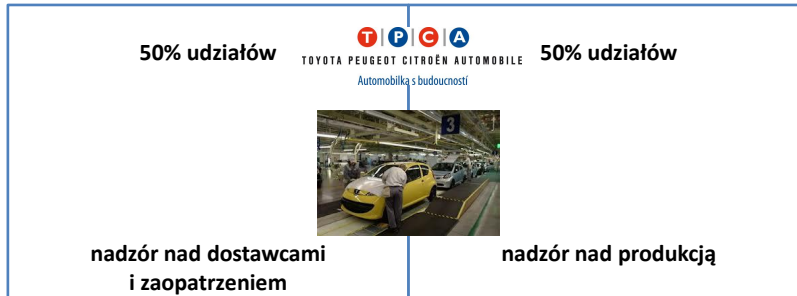 50% udziałów
T|P|C|A
TOYOTA PEUGEOT CITROËN AUTOMOBILE
Automobilka s budoucností
50% udziałów
3
nadzór nad dostawcami
i zaopatrzeniem
nadzór nad produkcją